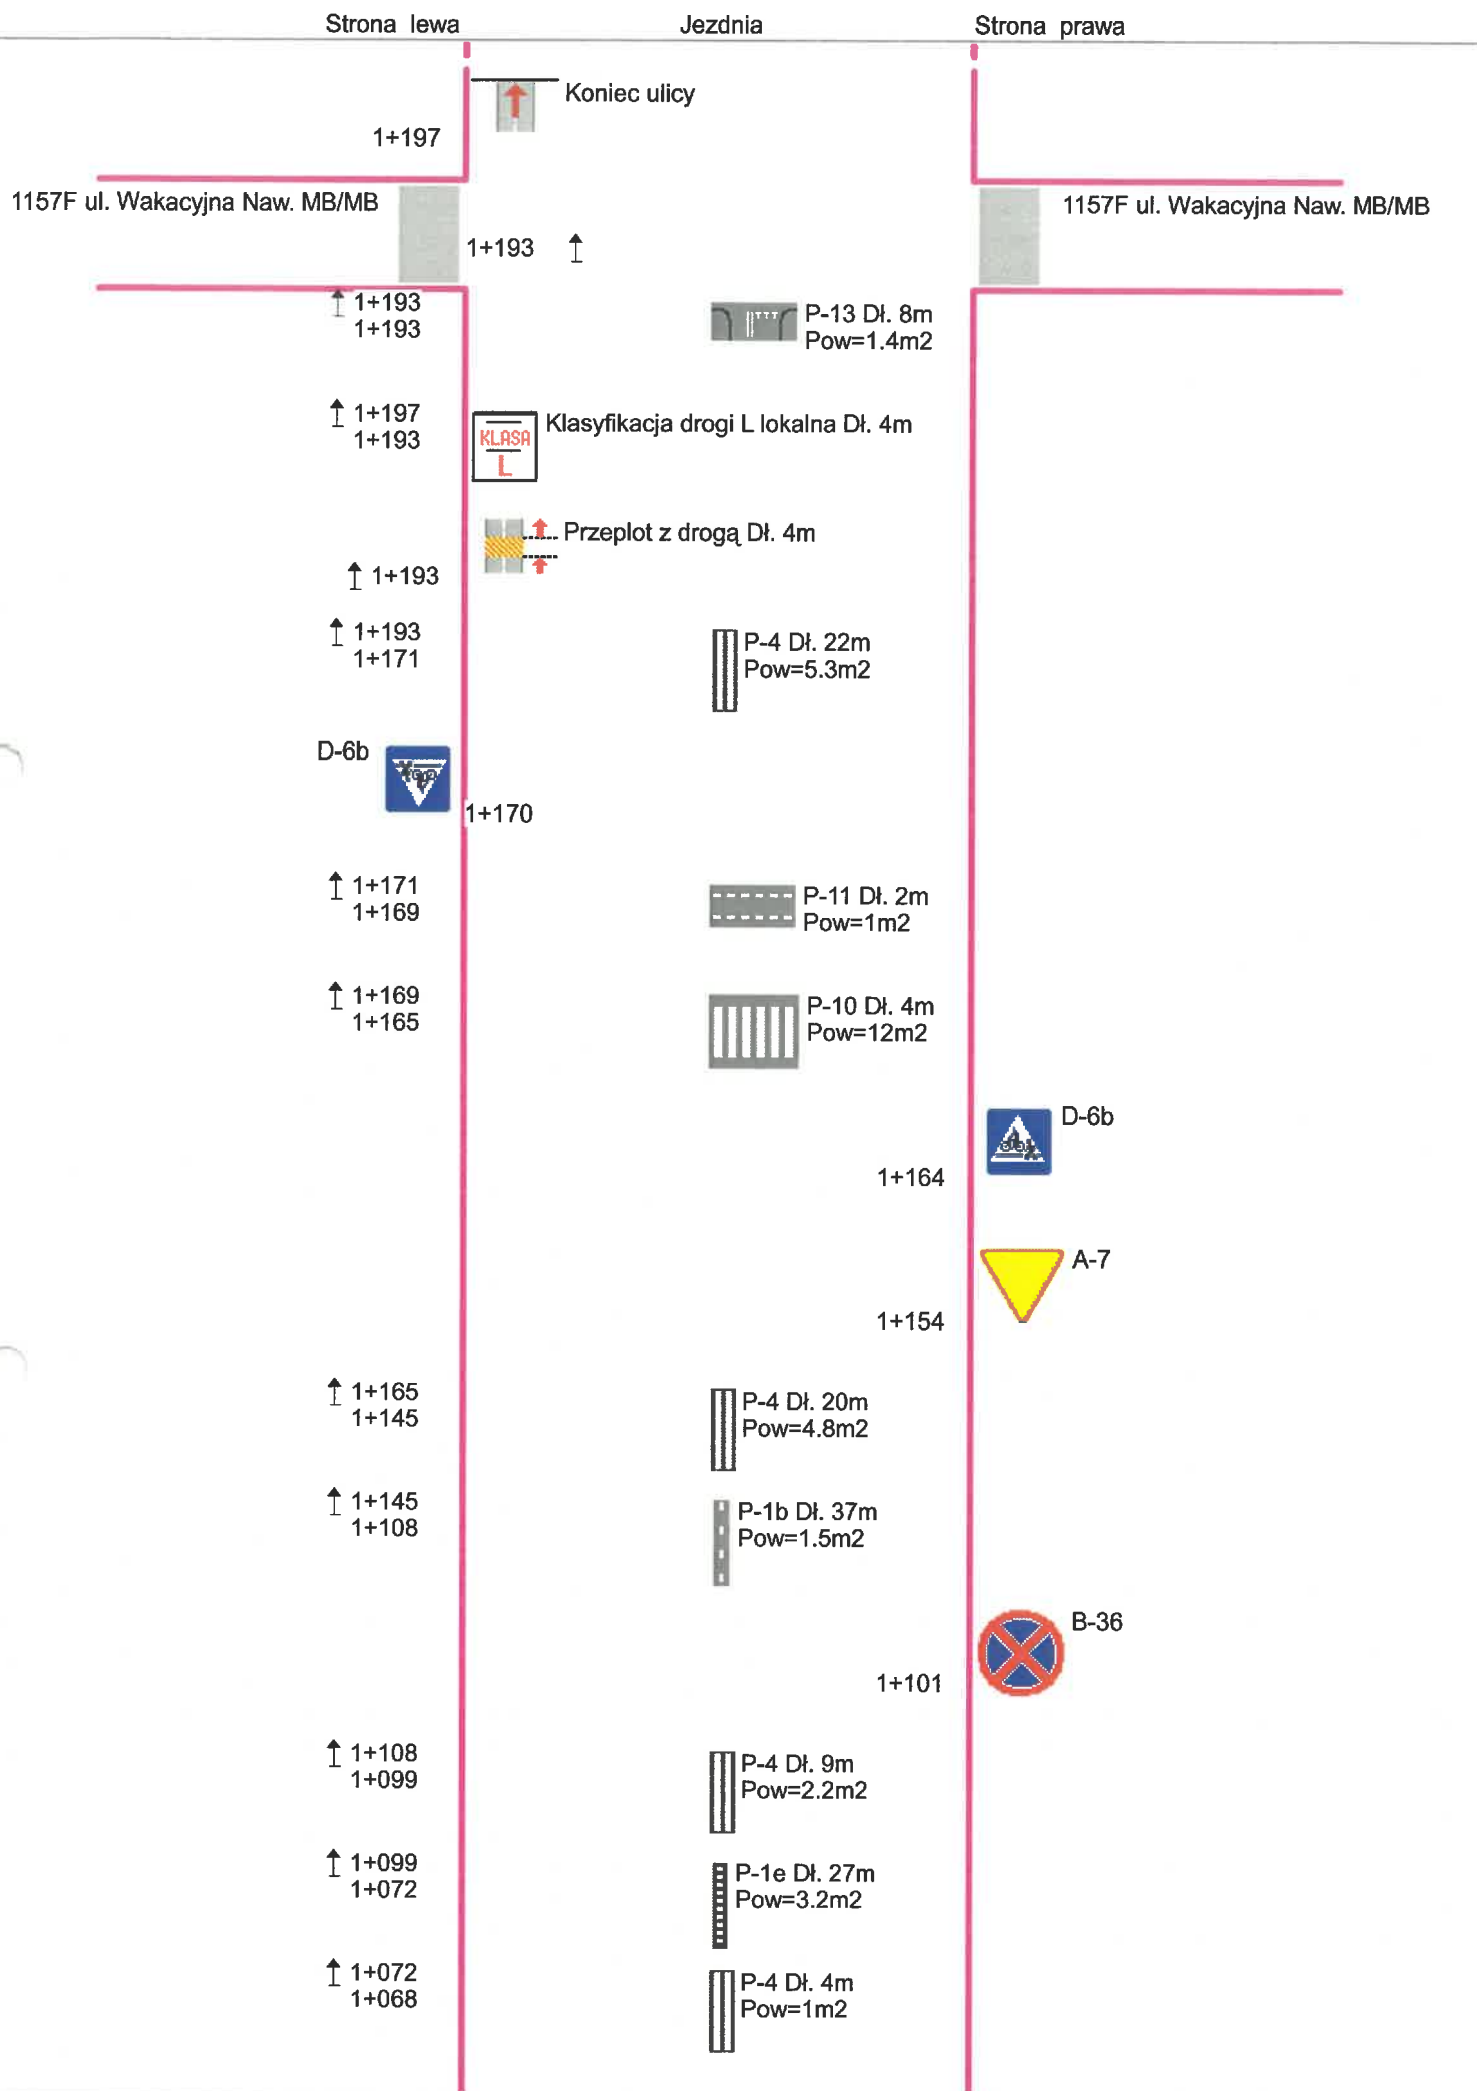 Strona lewa
Jezdnia
Strona prawa
Koniec ulicy
1+197
1157F ul. Wakacyjna Naw. MB/MB
1157F ul. Wakacyjna Naw. MB/MB
1+193
1+193
1+193
P-13 Dł. 8m
Pow=1.4m2
1+197
1+193
KLASA
L
Klasyfikacja drogi L lokalna Dł. 4m
Przeplot z drogą Dł. 4m
1+193
1+193
1+171
P-4 Dł. 22m
Pow=5.3m2
D-6b
1+170
1+171
1+169
P-11 Dł. 2m
Pow=1m2
1+169
1+165
P-10 Dł. 4m
Pow=12m2
D-6b
1+164
A-7
1+154
1+165
1+145
P-4 Dł. 20m
Pow=4.8m2
1+145
1+108
P-1b Dł. 37m
Pow=1.5m2
B-36
1+101
1+108
1+099
P-4 Dł. 9m
Pow=2.2m2
1+099
1+072
P-1e Dł. 27m
Pow=3.2m2
1+072
1+068
P-4 Dł. 4m
Pow=1m2